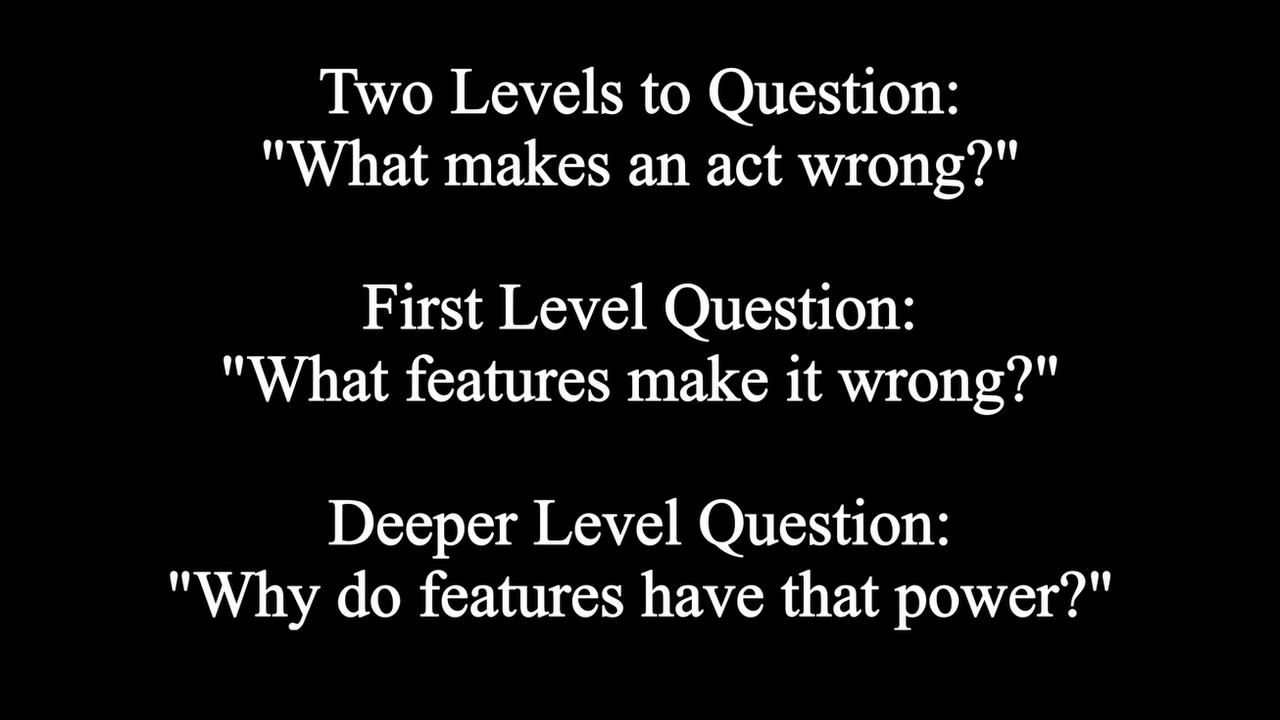 Two Levels to Question:
"What makes an act wrong?"
First Level Question:
"What features make it wrong?"
Deeper Level Question:
"Why do features have that power?"